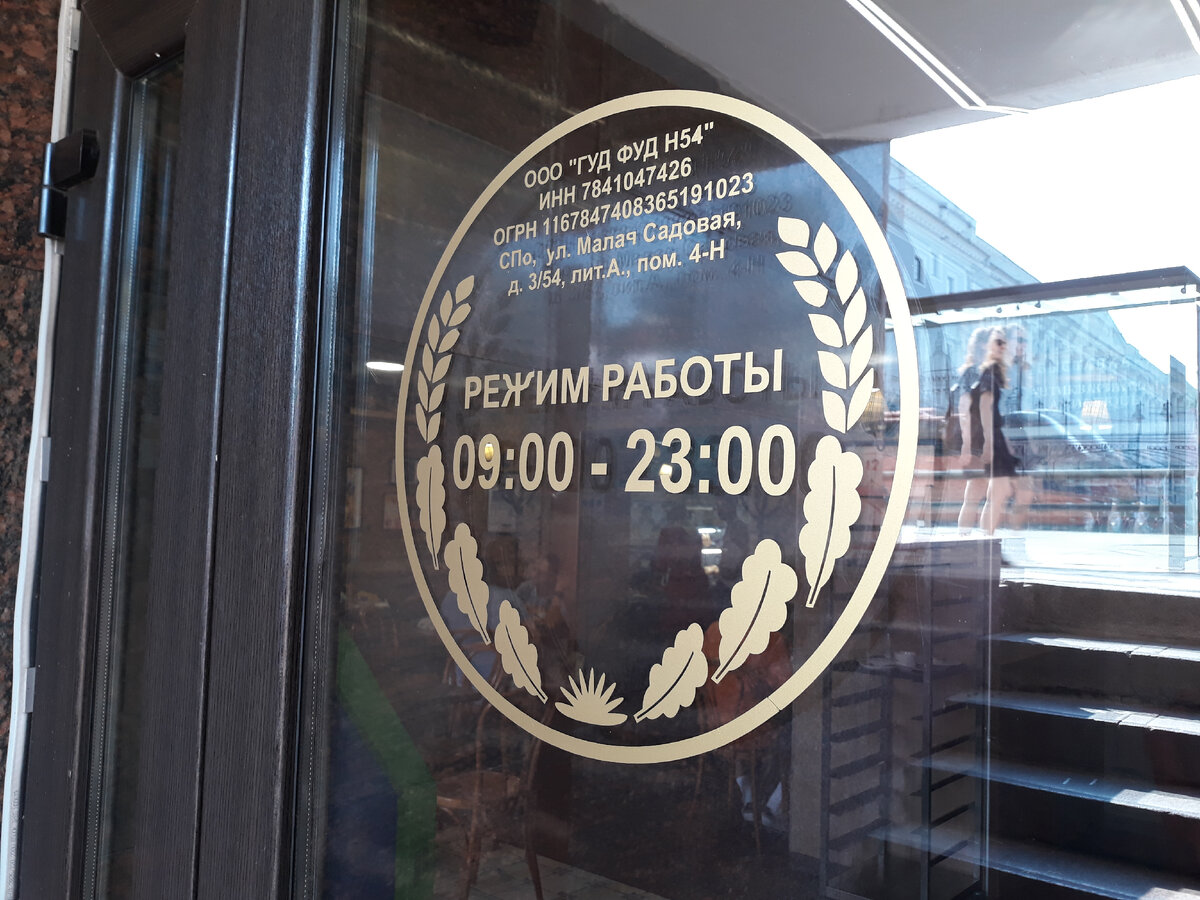 ООО "ГУД ФУД Н54"
ИНН 7841047426
ОГРН 1167847408365191023
СПо, ул. Малач Садовая,
д. 3/54, лит.А., пом. 4-Н
РЕЖИМ РАБОТЫ
09:00 - 23:00